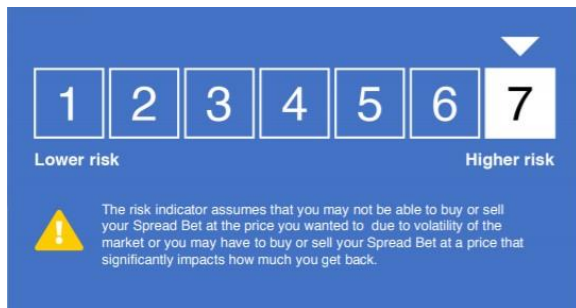 1 2 3 4 5 6 7
Lower risk Higher risk
The risk indicator assumes that you may not be able to buy or sell
your Spread Bet at the price you wanted to due to volatility of the
market or you may have to buy or sell your Spread Bet at a price that
significantly impacts how much you get back.